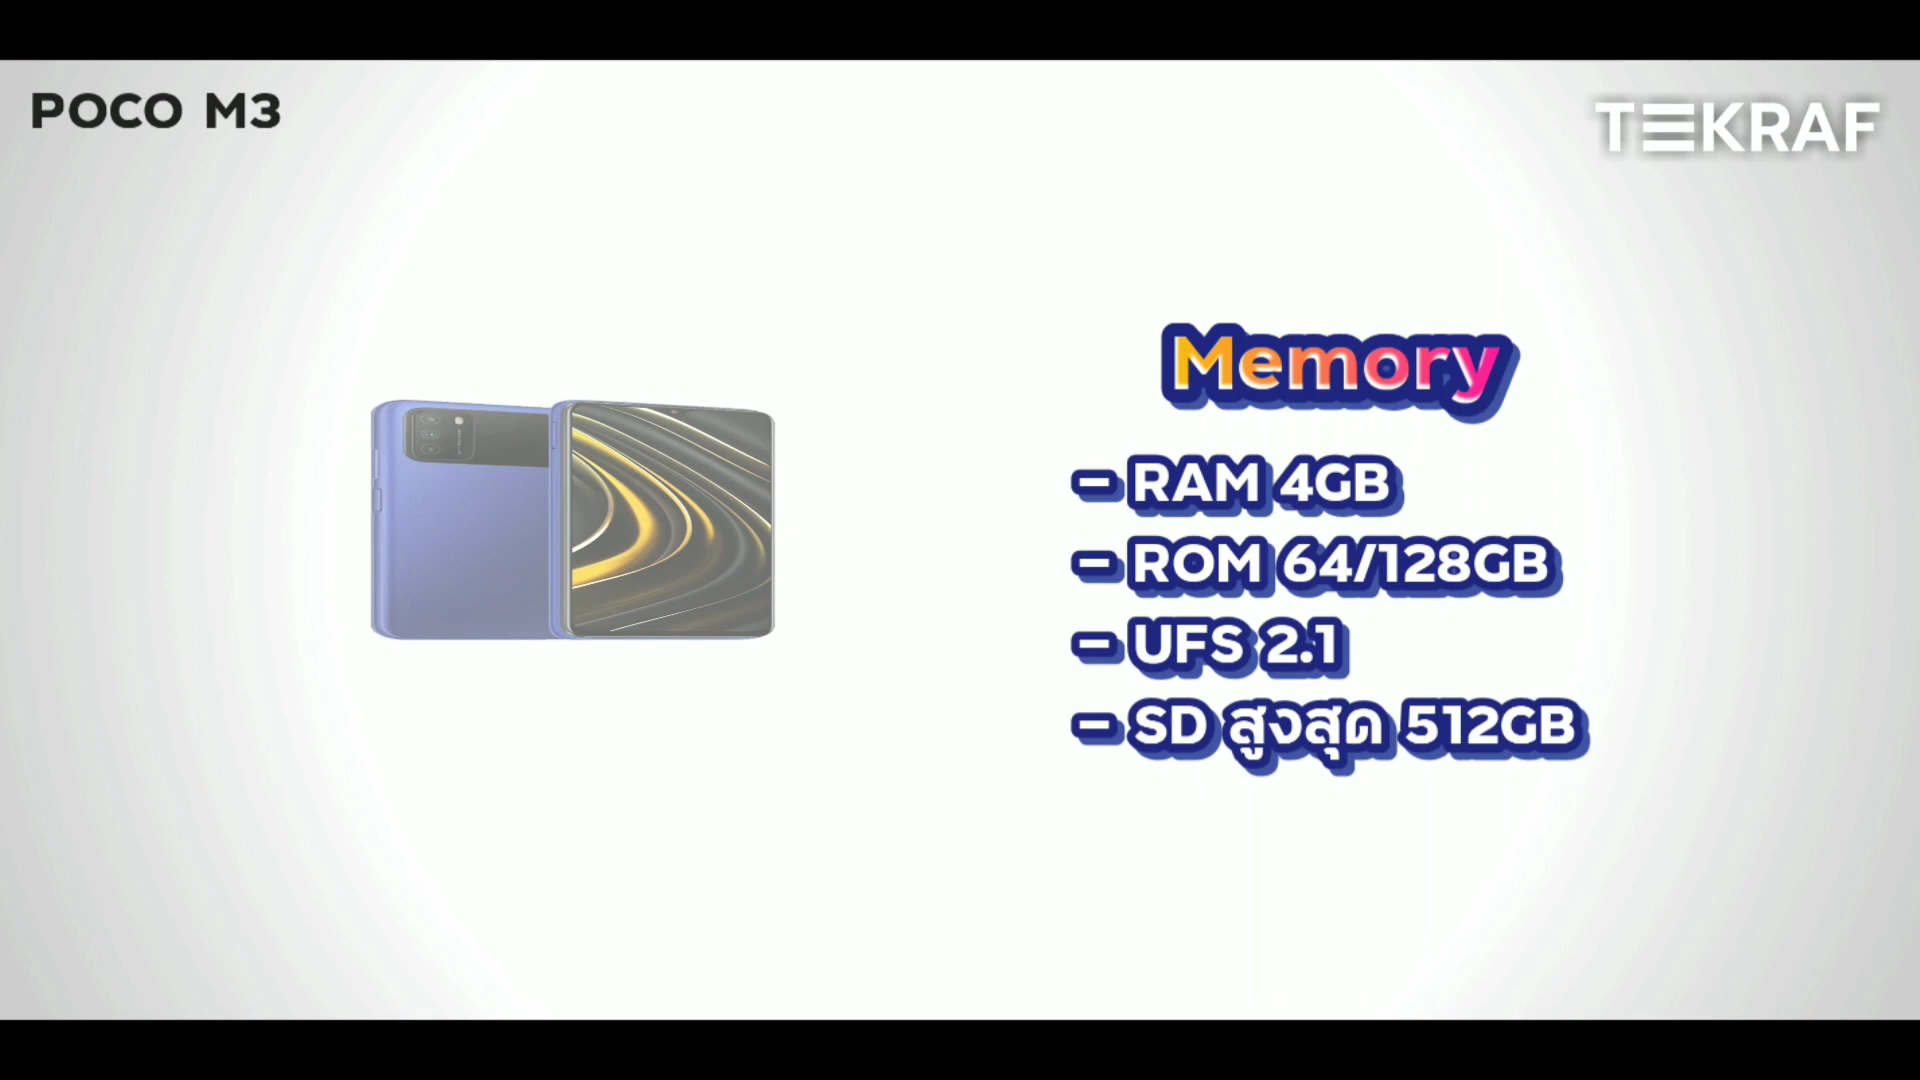 POCO M3
TEKRAF
Memory
- RAM 4GB
- ROM 64/128GB
- UFS 2.1
- SD สูงสุด 512GB